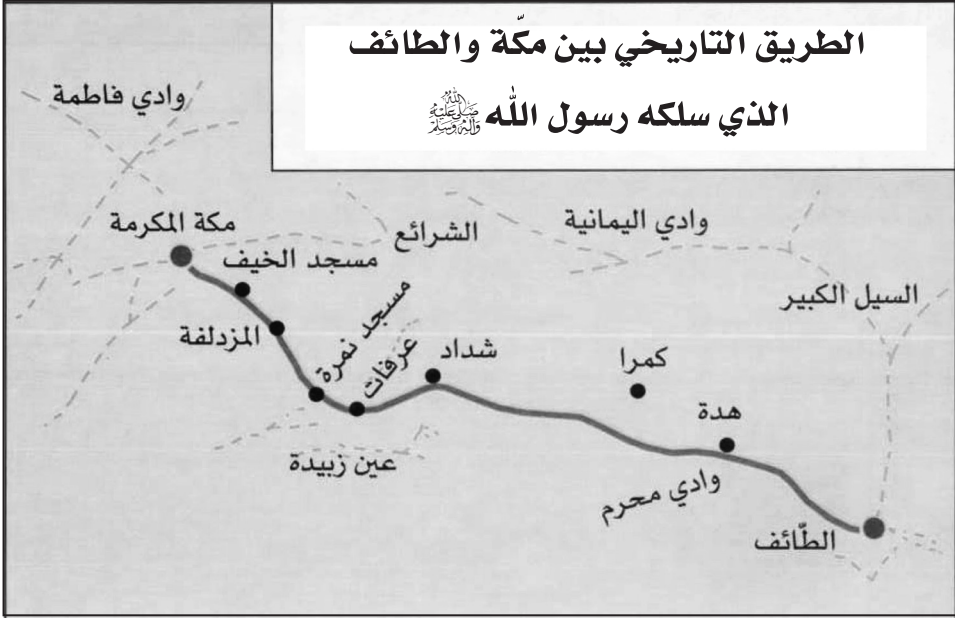 الطريق التاريخي بين مكّة والطائف
الذي سلكه رسول الله ﷺ
وادي فاطمة
مكة المكرمة
الشرائع
وادي اليمانية
السيل الكبير
مسجد الخيف
المزدلفة
مسجد نمرة
عرفات
شداد
كمرا
هدة
عين زبيدة
وادي محرم
الطّائف